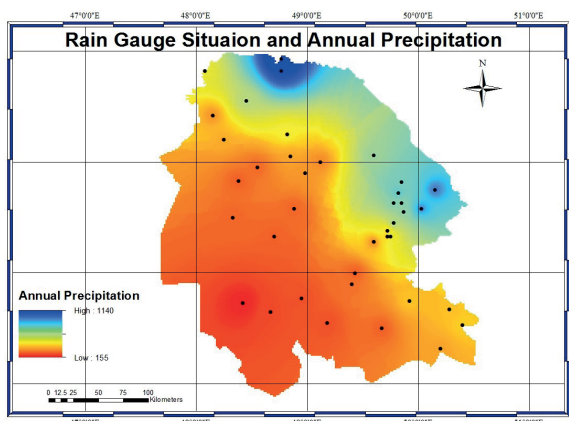 47°0'0"E 48°0'0"E 49°0'0"E 50°0'0"E 51°0'0"E
Rain Gauge Situaion and Annual Precipitation
N
Annual Precipitation
High : 1140
Low : 155
0 12.5 25 50 75 100
Kilometers